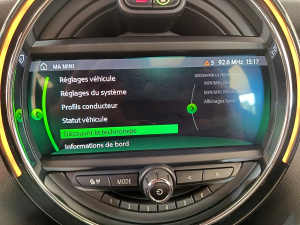 MA MINI
5 92.6 MHz 15:17
Réglages véhicule
Réglages du système
Profils conducteur
Statut véhicule
Découvrir la technologie
Informations de bord
MODE